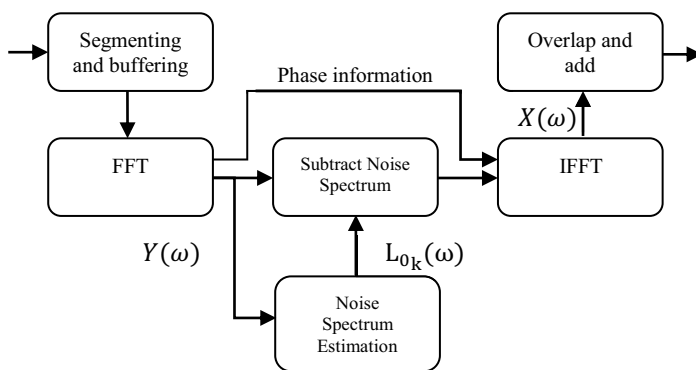 Segmenting
and buffering
Overlap and
add
Phase information
X(ω)
FFT
Subtract Noise
Spectrum
IFFT
Y(ω)
L₀ₖ(ω)
Noise
Spectrum
Estimation